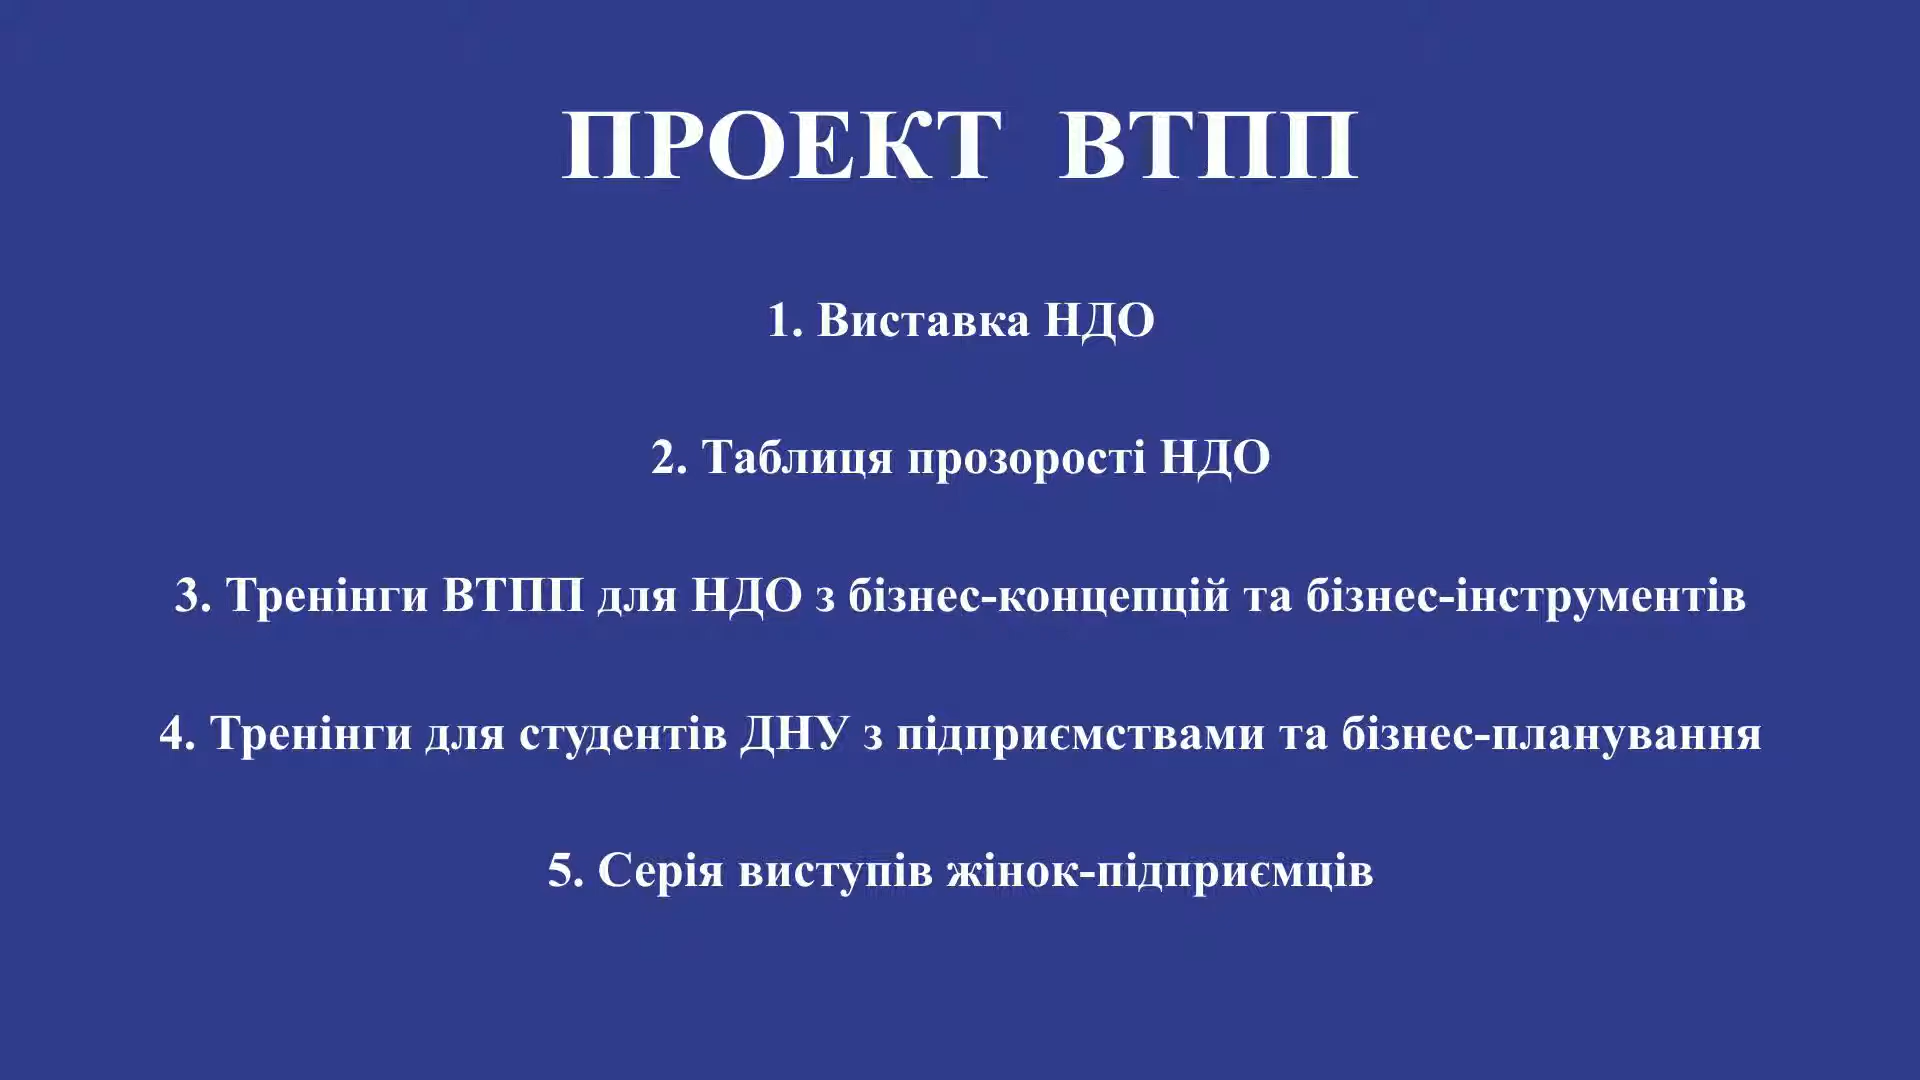 ПРОЕКТ ВТПП
1. Виставка НДО
2. Таблиця прозорості НДО
3. Тренінги ВТПП для НДО з бізнес-концепцій та бізнес-інструментів
4. Тренінги для студентів ДНУ з підприємствами та бізнес-планування
5. Серія виступів жінок-підприємців